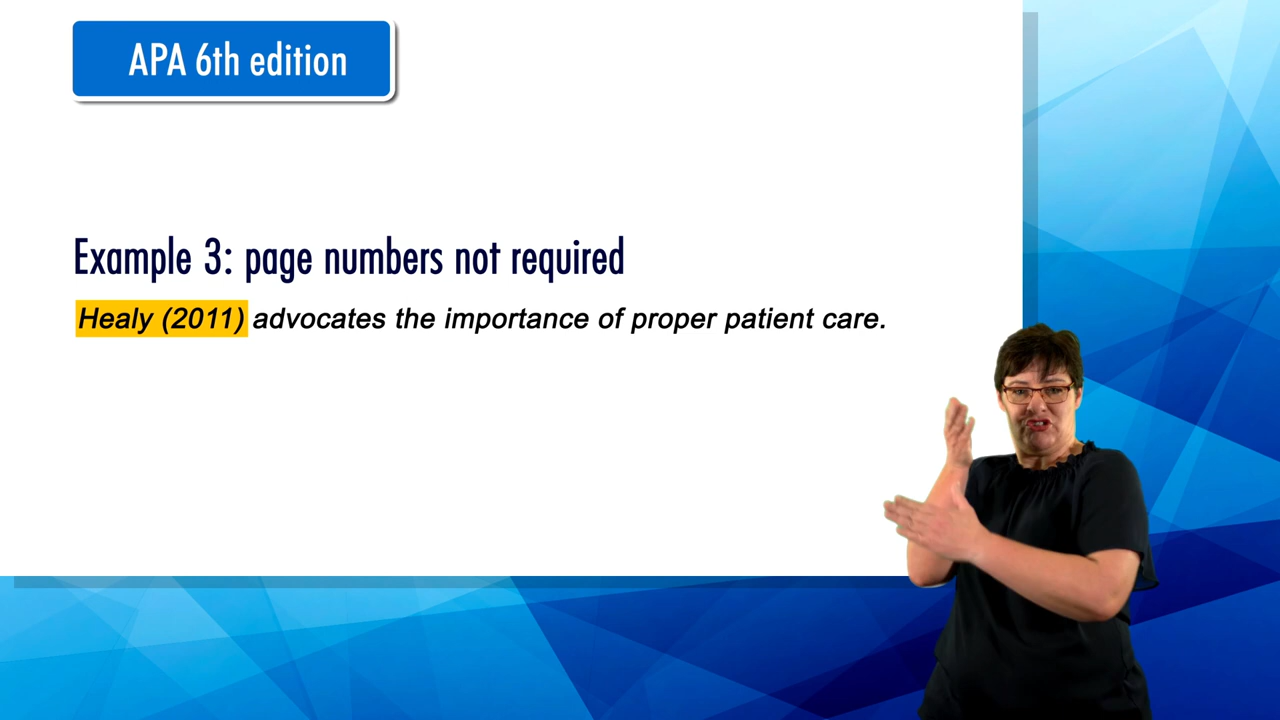 APA 6th edition
Example 3: page numbers not required
Healy (2011) advocates the importance of proper patient care.